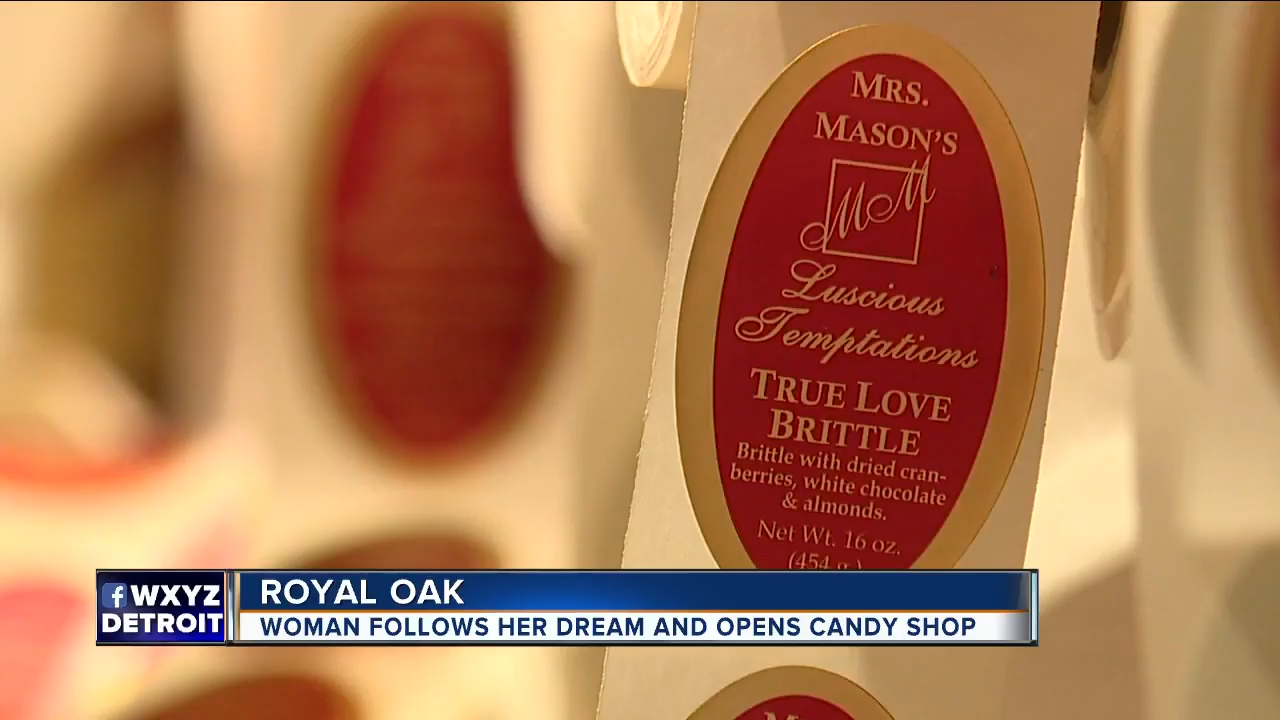 MRS.
MASON'S
MM
Luscious
Temptations
TRUE LOVE
BRITTLE
Brittle with dried cran-
berries, white chocolate
& almonds.
Net Wt. 16 oz.
(454 g.)
f WXYZ
DETROIT
ROYAL OAK
WOMAN FOLLOWS HER DREAM AND OPENS CANDY SHOP